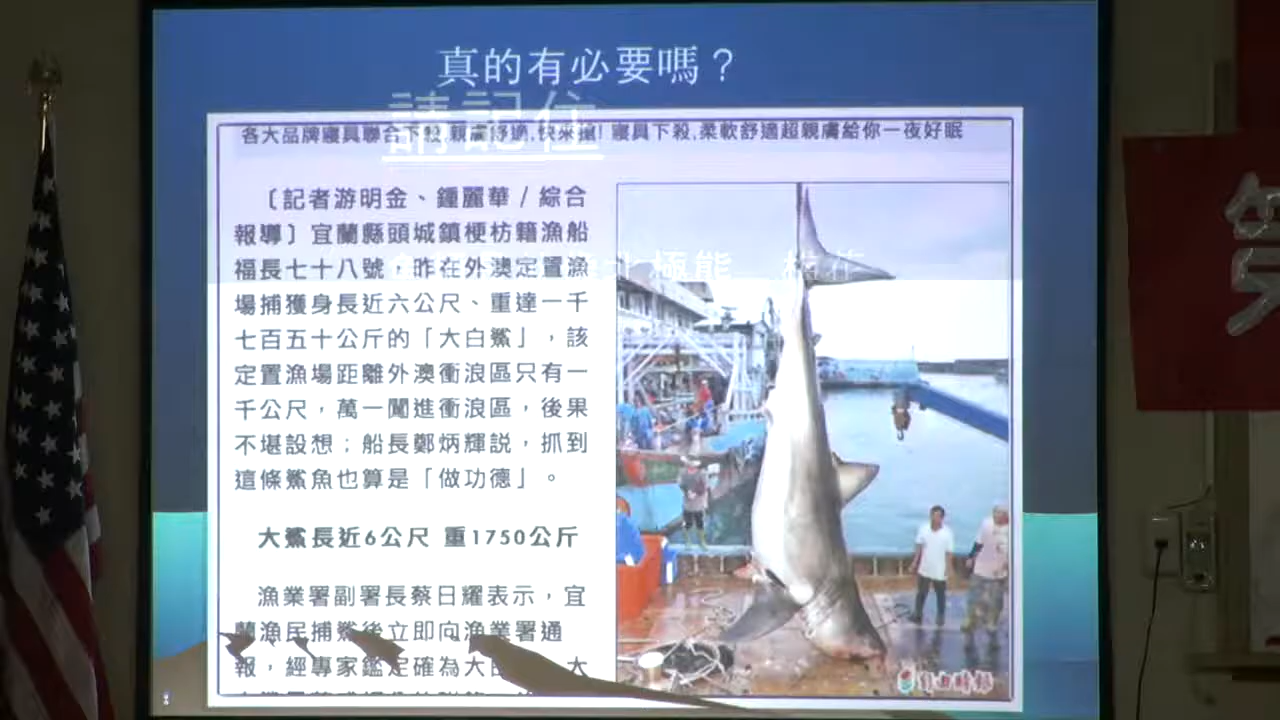 真的有必要嗎？
請記住
各大品牌寢具聯合下殺,親膚舒適,快來搶! 寢具下殺,柔軟舒適超親膚給你一夜好眠
〔記者游明金、鍾麗華／綜合
報導〕宜蘭縣頭城鎮梗枋籍漁船
福長七十八號，昨在外澳定置漁
極能
場捕獲身長近六公尺、重達一千
七百五十公斤的「大白鯊」，該
定置漁場距離外澳衝浪區只有一
千公尺，萬一闖進衝浪區，後果
不堪設想；船長鄭炳輝說，抓到
這條鯊魚也算是「做功德」。
大鯊長近6公尺 重1750公斤
漁業署副署長蔡日耀表示，宜
蘭漁民捕鯊後立即向漁業署通
報，經專家鑑定確為大白
自由時報